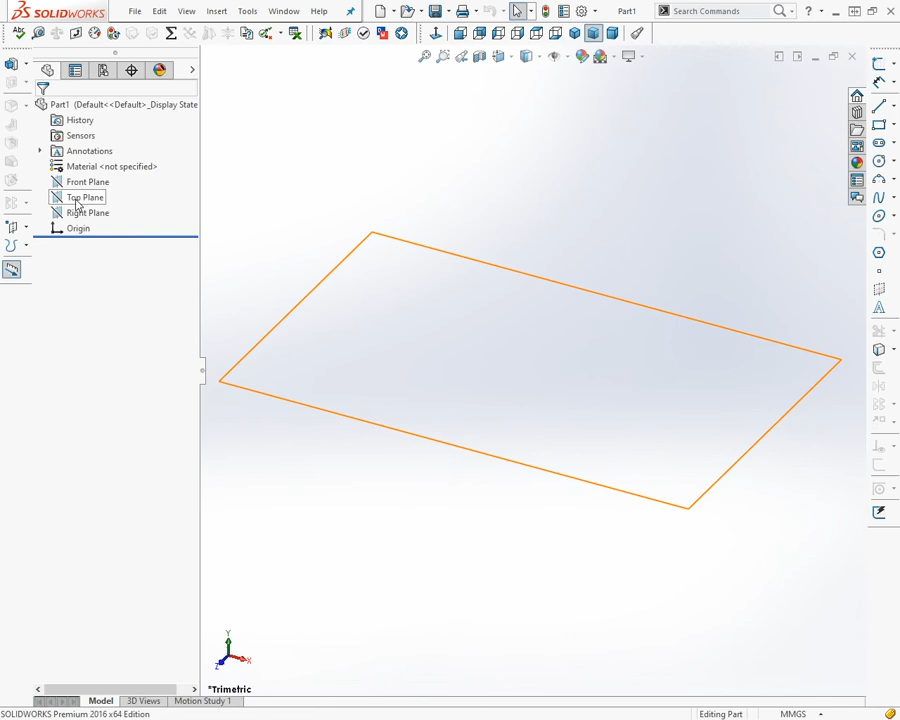 SOLIDWORKS File Edit View Insert Tools Window Help Part1 Search Commands ?
Part1 (Default<<Default>_Display State
History
Sensors
Annotations
Material <not specified>
Front Plane
Top Plane
Right Plane
Origin
Y
X
Z
*Trimetric
Model 3D Views Motion Study 1
SOLIDWORKS Premium 2016 x64 Edition Editing Part MMGS